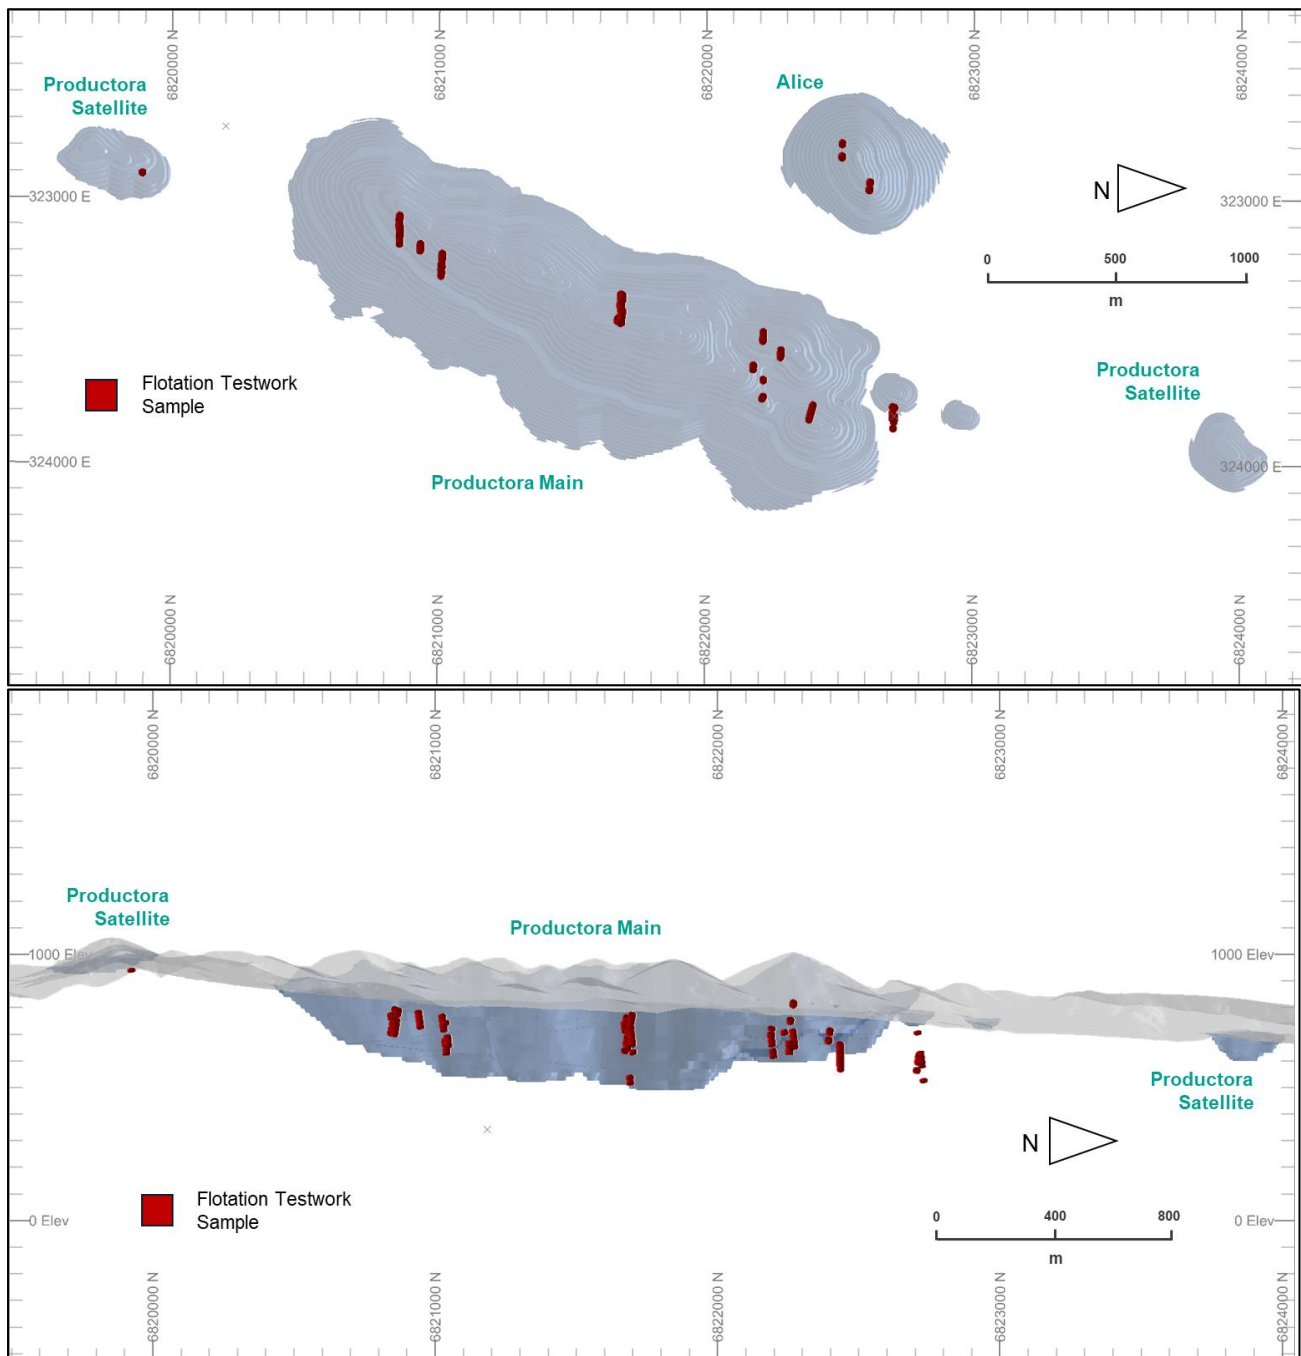 6820000 N
6821000 N
6822000 N
6823000 N
6824000 N
Productora
Satellite
Alice
323000 E
N
323000 E
0
500
1000
m
Flotation Testwork
Sample
Productora
Satellite
324000 E
324000 E
Productora Main
6820000 N
6821000 N
6822000 N
6823000 N
6824000 N
6820000 N
6821000 N
6822000 N
6823000 N
6824000 N
Productora
Satellite
Productora Main
1000 Elev
1000 Elev
Productora
Satellite
N
Flotation Testwork
Sample
0 Elev
0
400
800
m
0 Elev
6820000 N
6821000 N
6822000 N
6823000 N
6824000 N